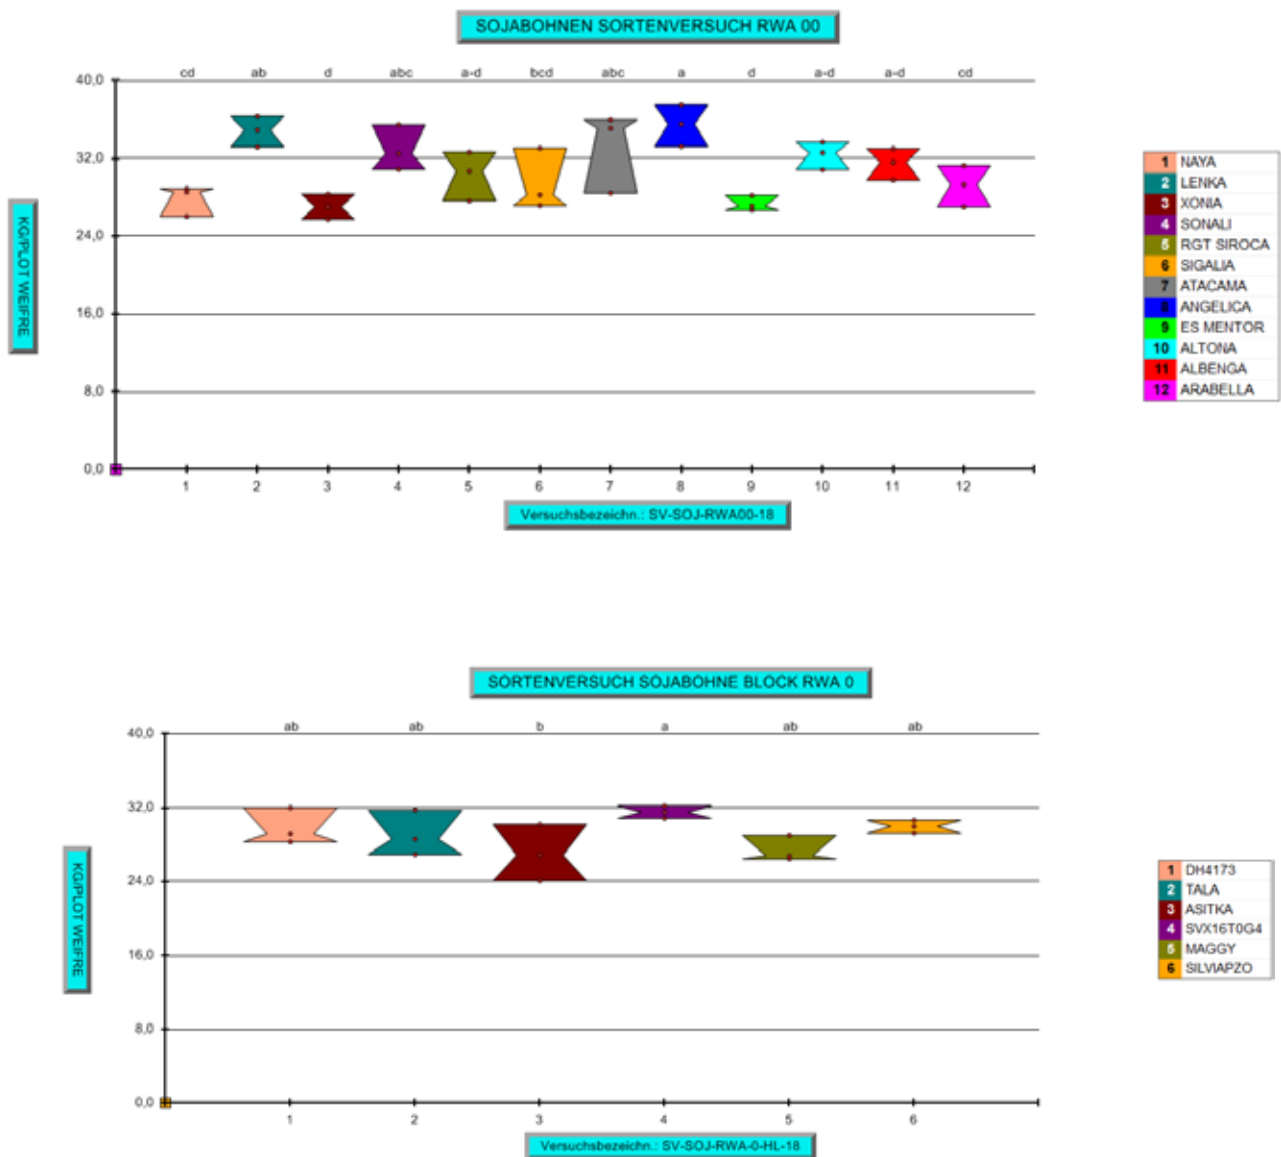 SOJABOHNEN SORTENVERSUCH RWA 00
cd ab d abc a-d bcd abc a d a-d a-d cd
40,0
32,0
24,0
16,0
8,0
0,0
KG/PLOT WEIFRE
1 2 3 4 5 6 7 8 9 10 11 12
Versuchsbezeichn.: SV-SOJ-RWA00-18
1 NAYA
2 LENKA
3 XONIA
4 SONALI
5 RGT SIROCA
6 SIGALIA
7 ATACAMA
8 ANGELICA
9 ES MENTOR
10 ALTONA
11 ALBENGA
12 ARABELLA
SORTENVERSUCH SOJABOHNE BLOCK RWA 0
ab ab b a ab ab
40,0
32,0
24,0
16,0
8,0
0,0
KG/PLOT WEIFRE
1 2 3 4 5 6
Versuchsbezeichn.: SV-SOJ-RWA-0-HL-18
1 DH4173
2 TALA
3 ASITKA
4 SVX16T0G4
5 MAGGY
6 SILVIAPZO